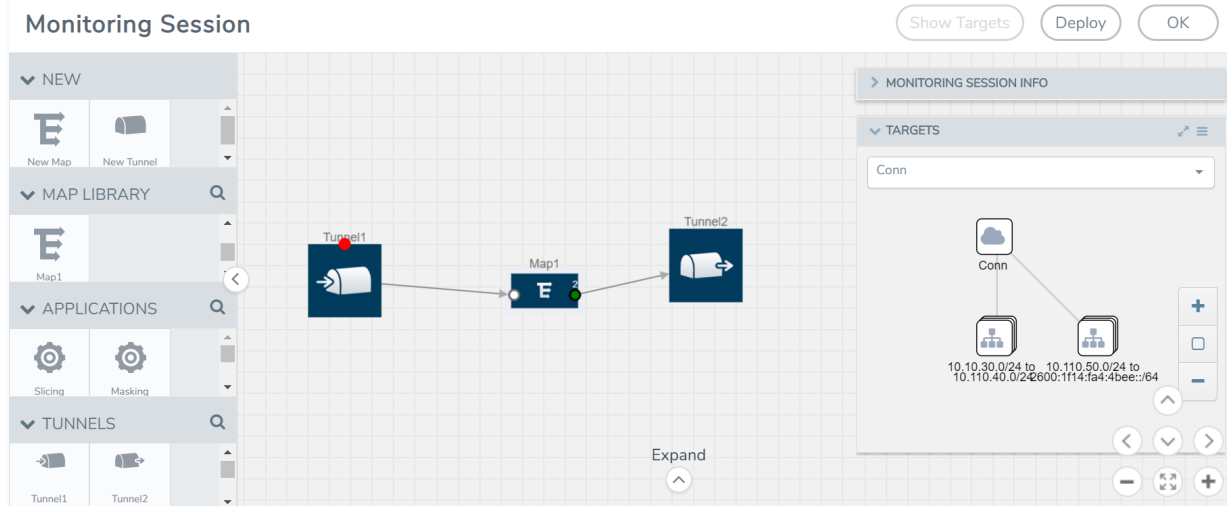 Monitoring Session
Show Targets
Deploy
OK
NEW
New Map
New Tunnel
MAP LIBRARY
Map1
APPLICATIONS
Slicing
Masking
TUNNELS
Tunnel1
Tunnel2
Tunnel1
Map1
2
Tunnel2
Expand
MONITORING SESSION INFO
TARGETS
Conn
Conn
10.10.30.0/24 to
10.110.40.0/24
10.110.50.0/24 to
2600:1f14:fa4:4bee::/64